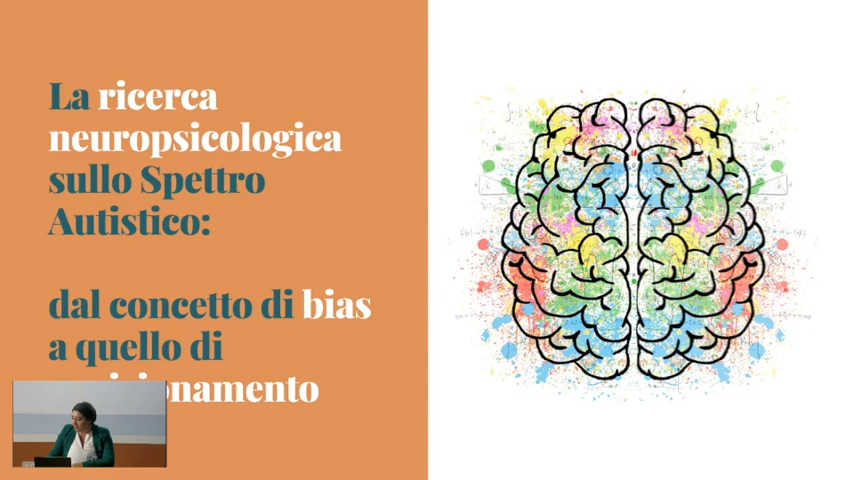 La ricerca
neuropsicologica
sullo Spettro
Autistico:
dal concetto di bias
a quello di